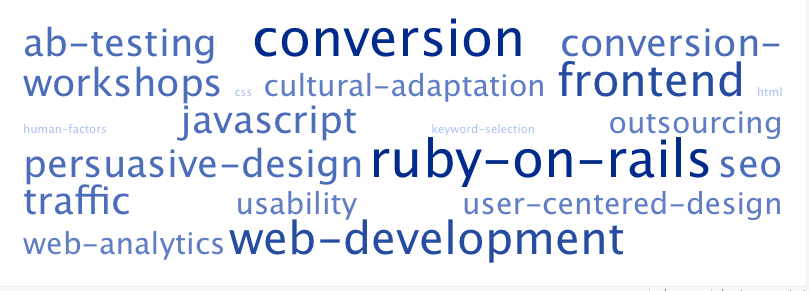 ab-testing conversion conversion-
workshops css cultural-adaptation frontend html
human-factors javascript keyword-selection outsourcing
persuasive-design ruby-on-rails seo
traffic usability user-centered-design
web-analytics web-development